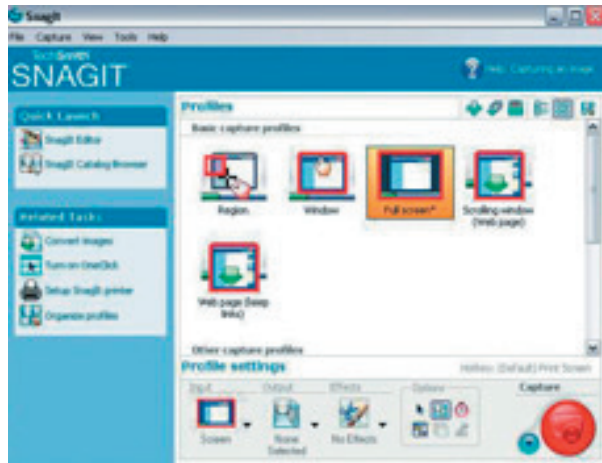 SnagIt
File Capture View Tools Help
TechSmith
SNAGIT
Help: Capturing an image
Quick Launch
SnagIt Editor
SnagIt Catalog Browser
Related Tasks
Convert images
Turn on OneClick
Setup SnagIt printer
Organize profiles
Profiles
Basic capture profiles
Region
Window
Full screen*
Scrolling window
(Web page)
Web page (keep
links)
Other capture profiles
Profile settings
Hotkey: (Default) Print Screen
Input
Output
Effects
Options
Capture
Screen
None
Selected
No Effects